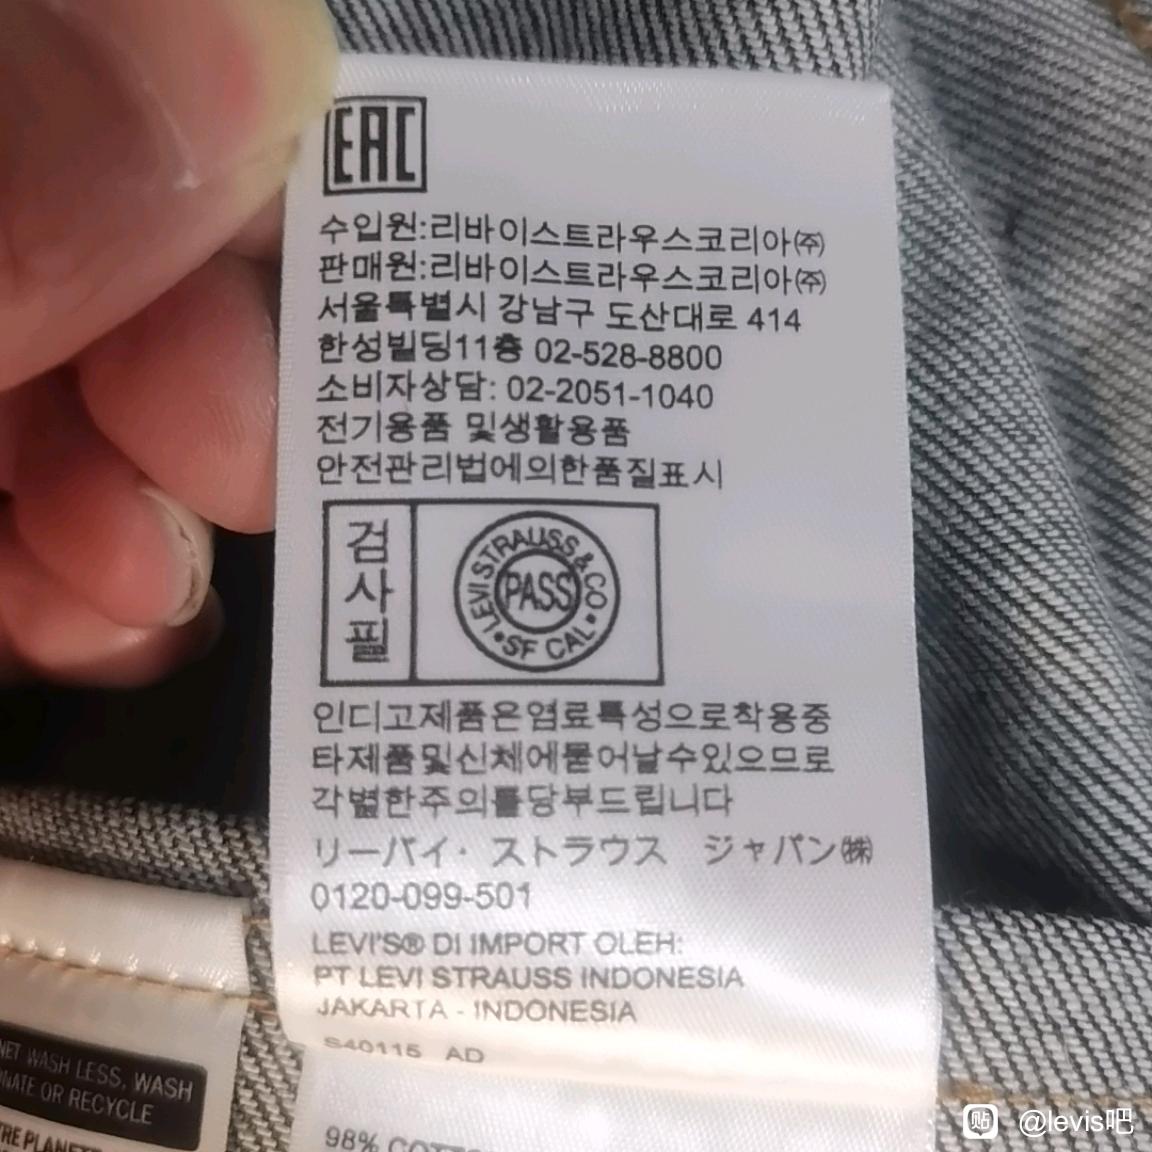 EAC
수입원:리바이스트라우스코리아㈜
판매원:리바이스트라우스코리아㈜
서울특별시 강남구 도산대로 414
한성빌딩11층 02-528-8800
소비자상담: 02-2051-1040
전기용품 및생활용품
안전관리법에의한품질표시
검사필
LEVI STRAUSS & CO
PASS
SF CAL
인디고제품은염료특성으로착용중
타제품및신체에묻어날수있으므로
각별한주의를당부드립니다
リーバイ・ストラウス ジャパン㈱
0120-099-501
LEVI'S® DI IMPORT OLEH:
PT LEVI STRAUSS INDONESIA
JAKARTA - INDONESIA
S40115 AD
98%
WASH LESS, WASH
OR RECYCLE
贴 @levis吧